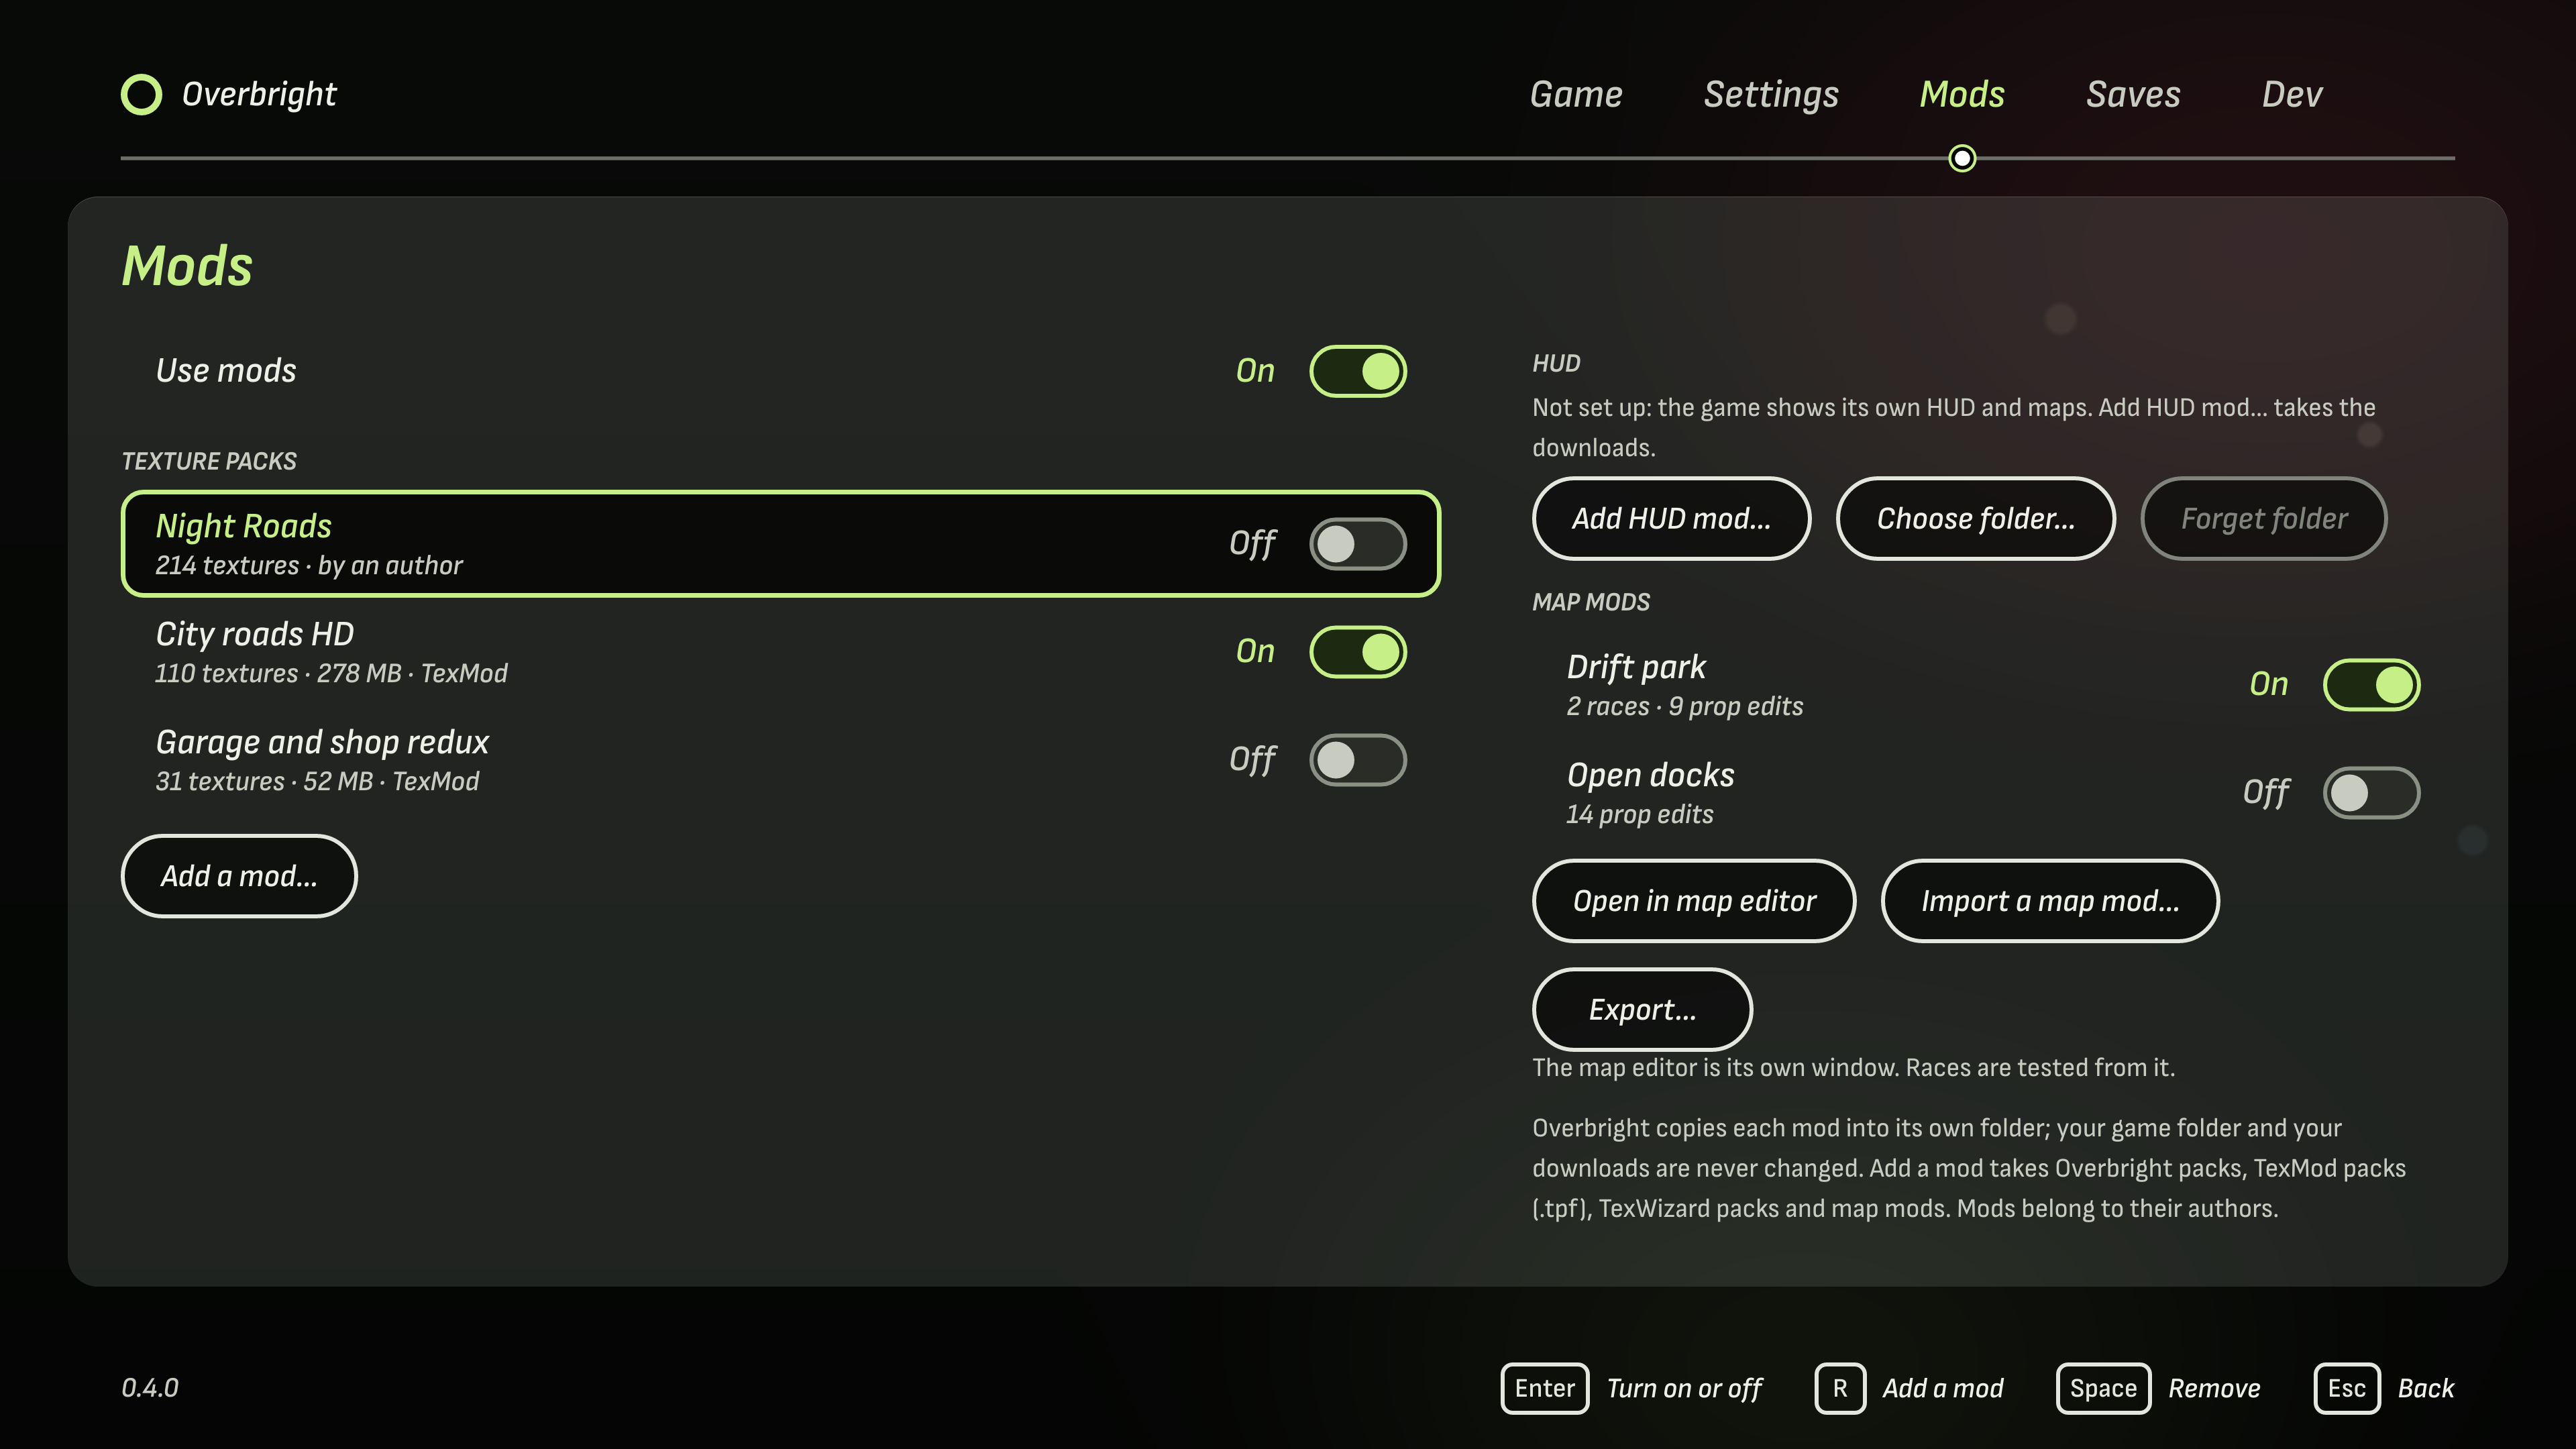 Overbright
Game
Settings
Mods
Saves
Dev
Mods
Use mods
On
TEXTURE PACKS
Night Roads
214 textures · by an author
Off
City roads HD
110 textures · 278 MB · TexMod
On
Garage and shop redux
31 textures · 52 MB · TexMod
Off
Add a mod...
HUD
Not set up: the game shows its own HUD and maps. Add HUD mod... takes the
downloads.
Add HUD mod...
Choose folder...
Forget folder
MAP MODS
Drift park
2 races · 9 prop edits
On
Open docks
14 prop edits
Off
Open in map editor
Import a map mod...
Export...
The map editor is its own window. Races are tested from it.
Overbright copies each mod into its own folder; your game folder and your
downloads are never changed. Add a mod takes Overbright packs, TexMod packs
(.tpf), TexWizard packs and map mods. Mods belong to their authors.
0.4.0
Enter Turn on or off
R Add a mod
Space Remove
Esc Back